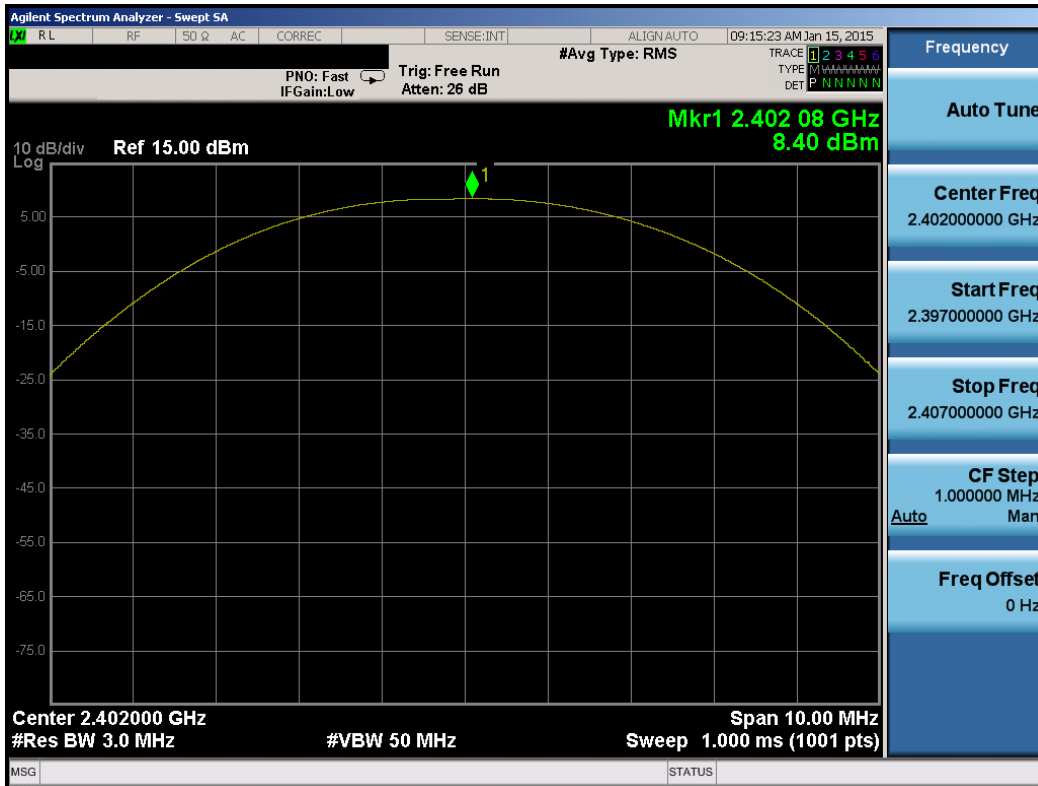 Agilent Spectrum Analyzer - Swept SA
LXI RL RF 50 Ω AC CORREC SENSE:INT ALIGN AUTO 09:15:23 AM Jan 15, 2015
#Avg Type: RMS TRACE 1 2 3 4 5 6
PNO: Fast Trig: Free Run TYPE M WWWWW
IFGain:Low Atten: 26 dB DET P N N N N N
Mkr1 2.402 08 GHz
8.40 dBm
10 dB/div Ref 15.00 dBm
Log
1
5.00
-5.00
-15.0
-25.0
-35.0
-45.0
-55.0
-65.0
-75.0
Center 2.402000 GHz Span 10.00 MHz
#Res BW 3.0 MHz #VBW 50 MHz Sweep 1.000 ms (1001 pts)
MSG STATUS
Frequency
Auto Tune
Center Freq
2.402000000 GHz
Start Freq
2.397000000 GHz
Stop Freq
2.407000000 GHz
CF Step
1.000000 MHz
Auto Man
Freq Offset
0 Hz